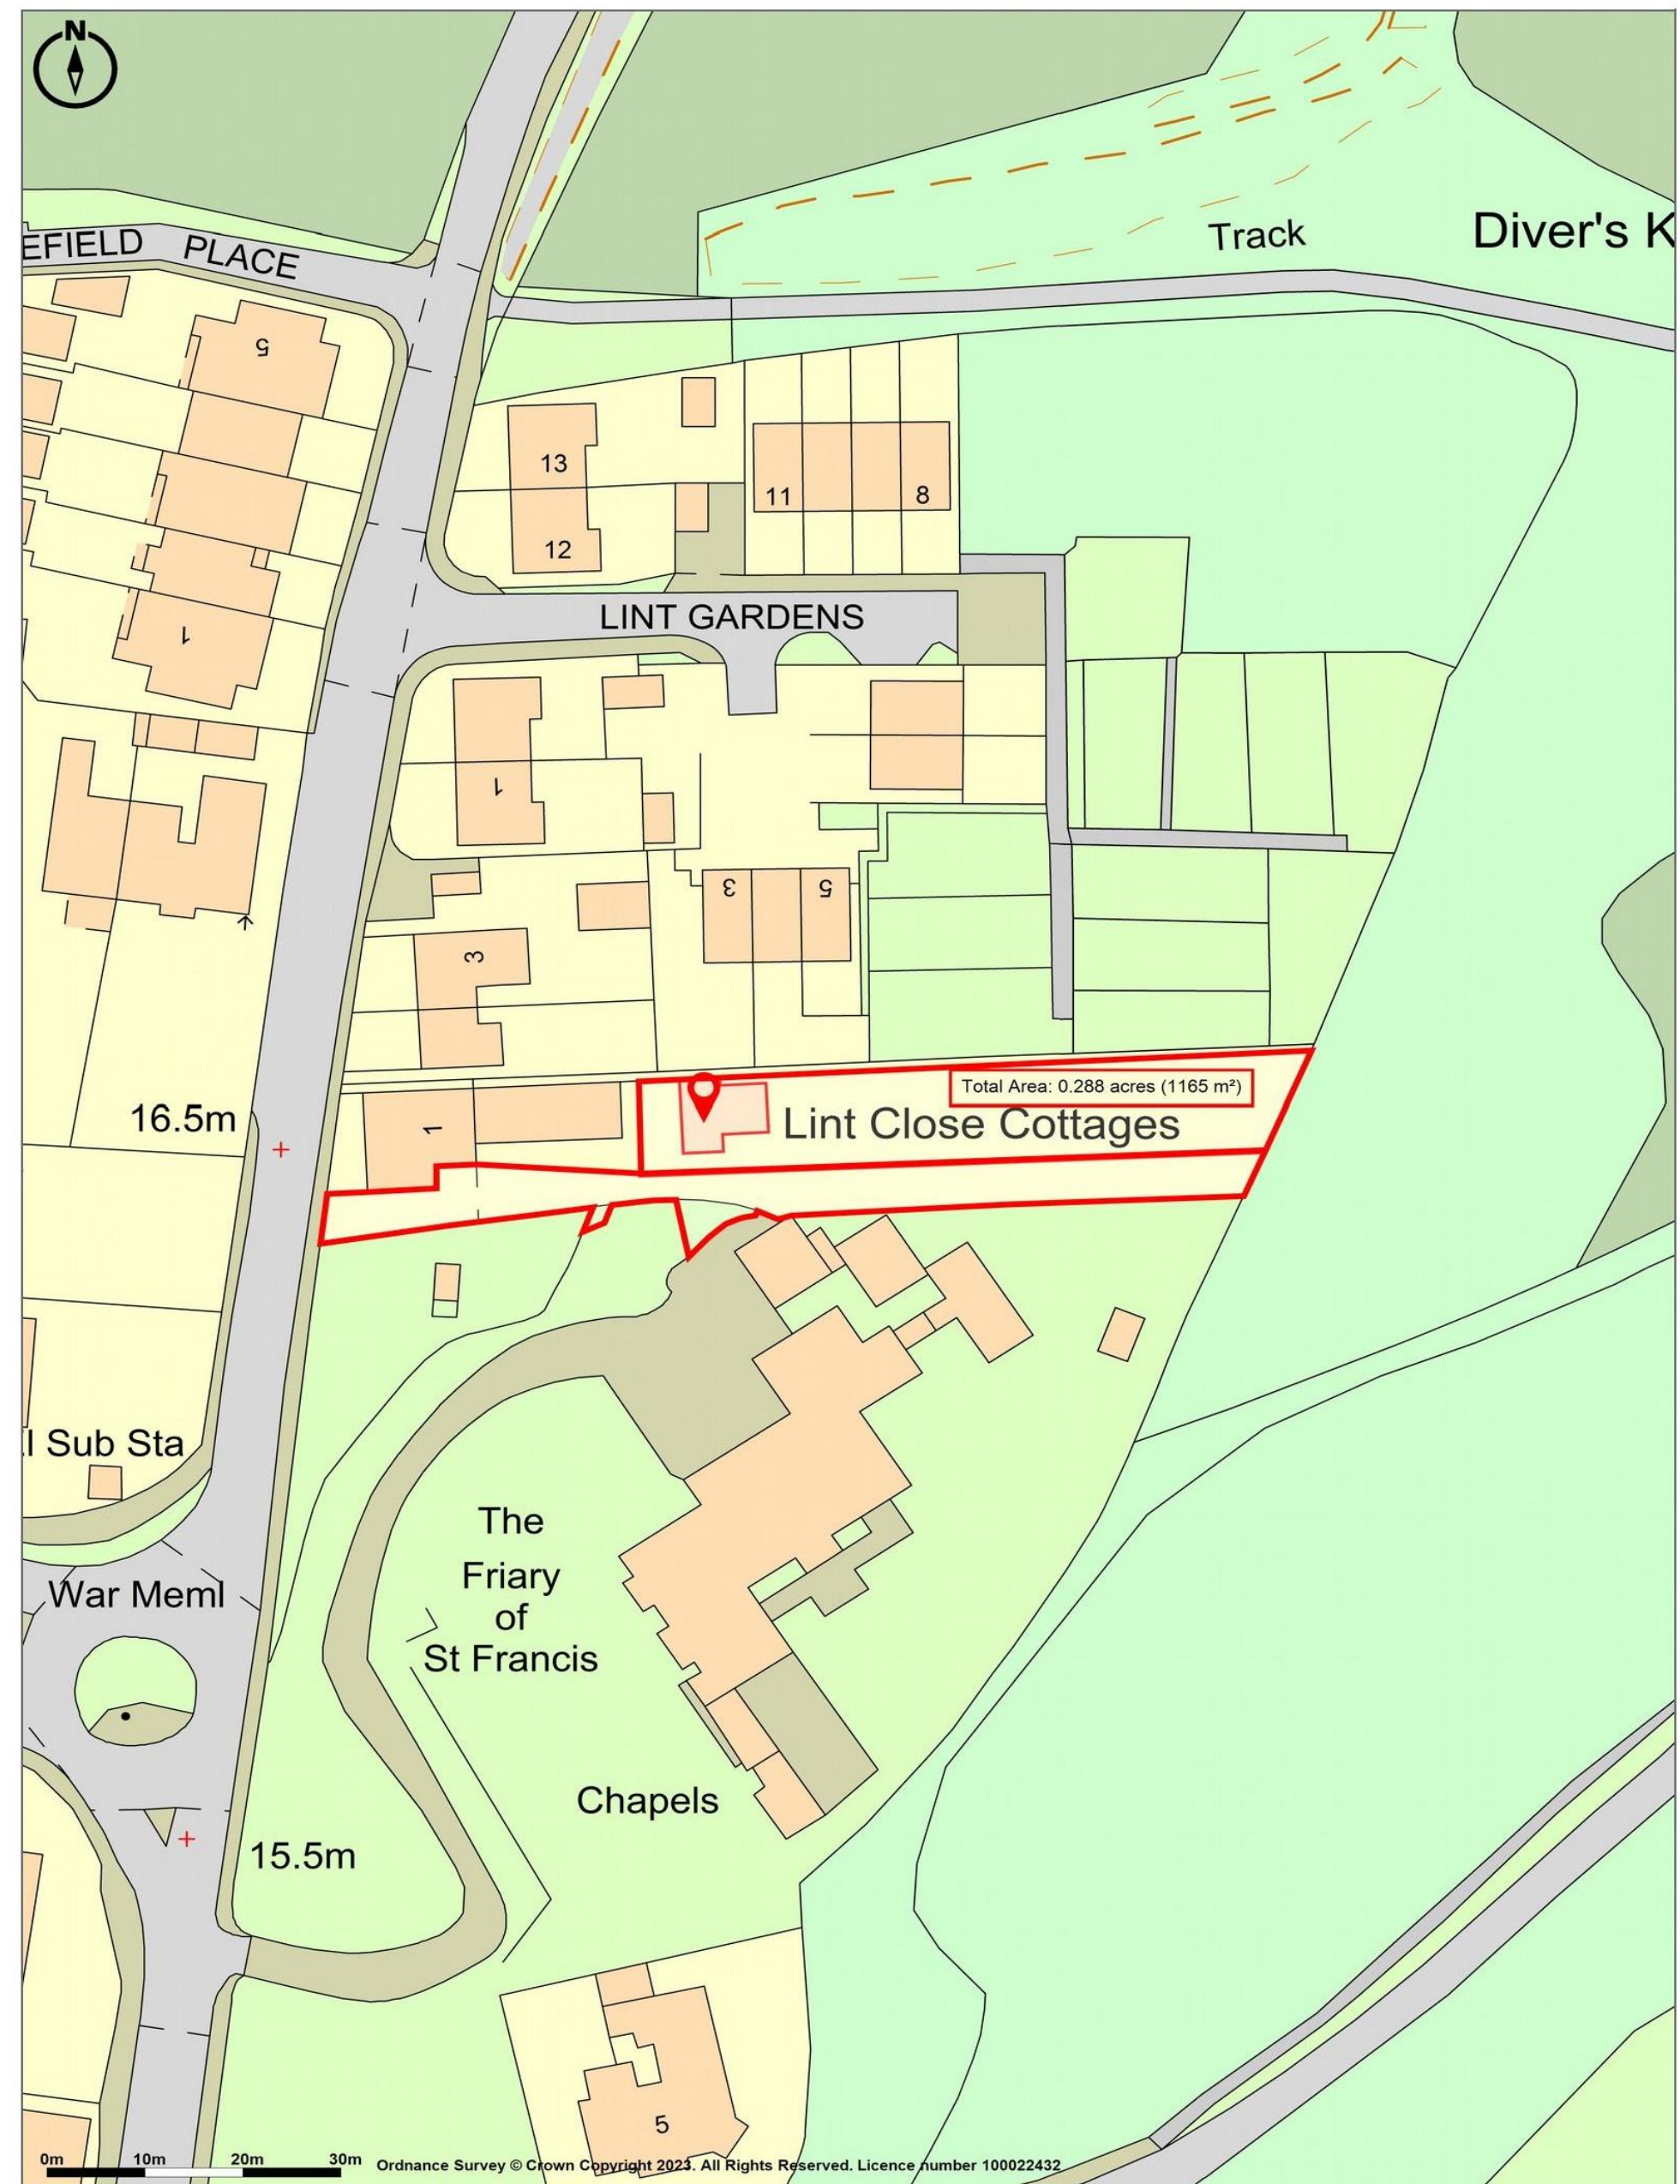 N
EFIELD PLACE
Track
Diver's K
5
13
11
8
12
LINT GARDENS
1
1
3
5
3
Total Area: 0.288 acres (1165 m²)
16.5m
1
Lint Close Cottages
l Sub Sta
The
Friary
of
St Francis
War Meml
Chapels
15.5m
5
0m 10m 20m 30m
Ordnance Survey © Crown Copyright 2023. All Rights Reserved. Licence number 100022432